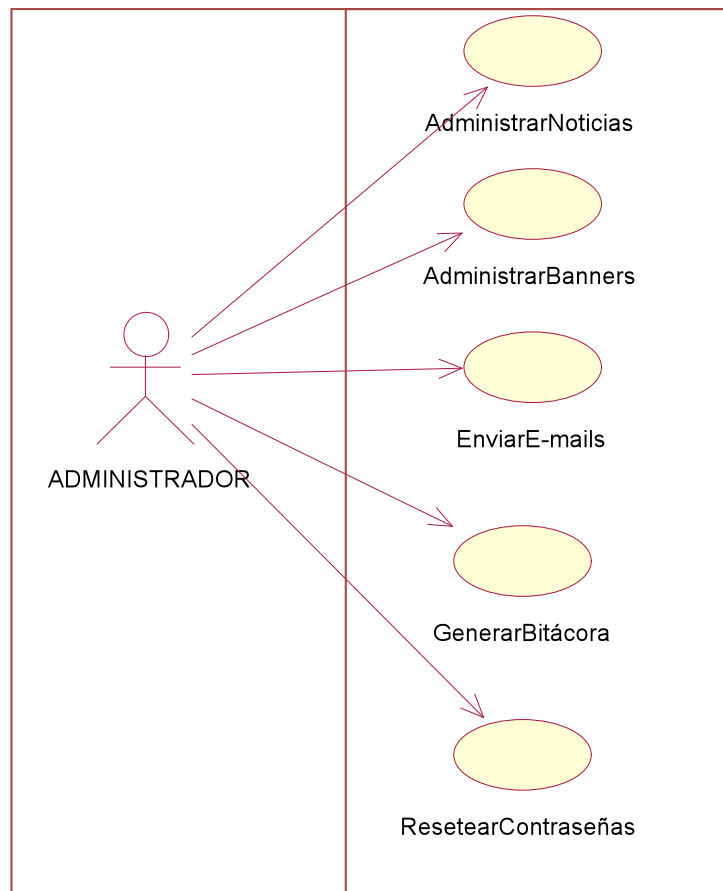 AdministrarNoticias
AdministrarBanners
EnviarE-mails
ADMINISTRADOR
GenerarBitácora
ResetearContraseñas